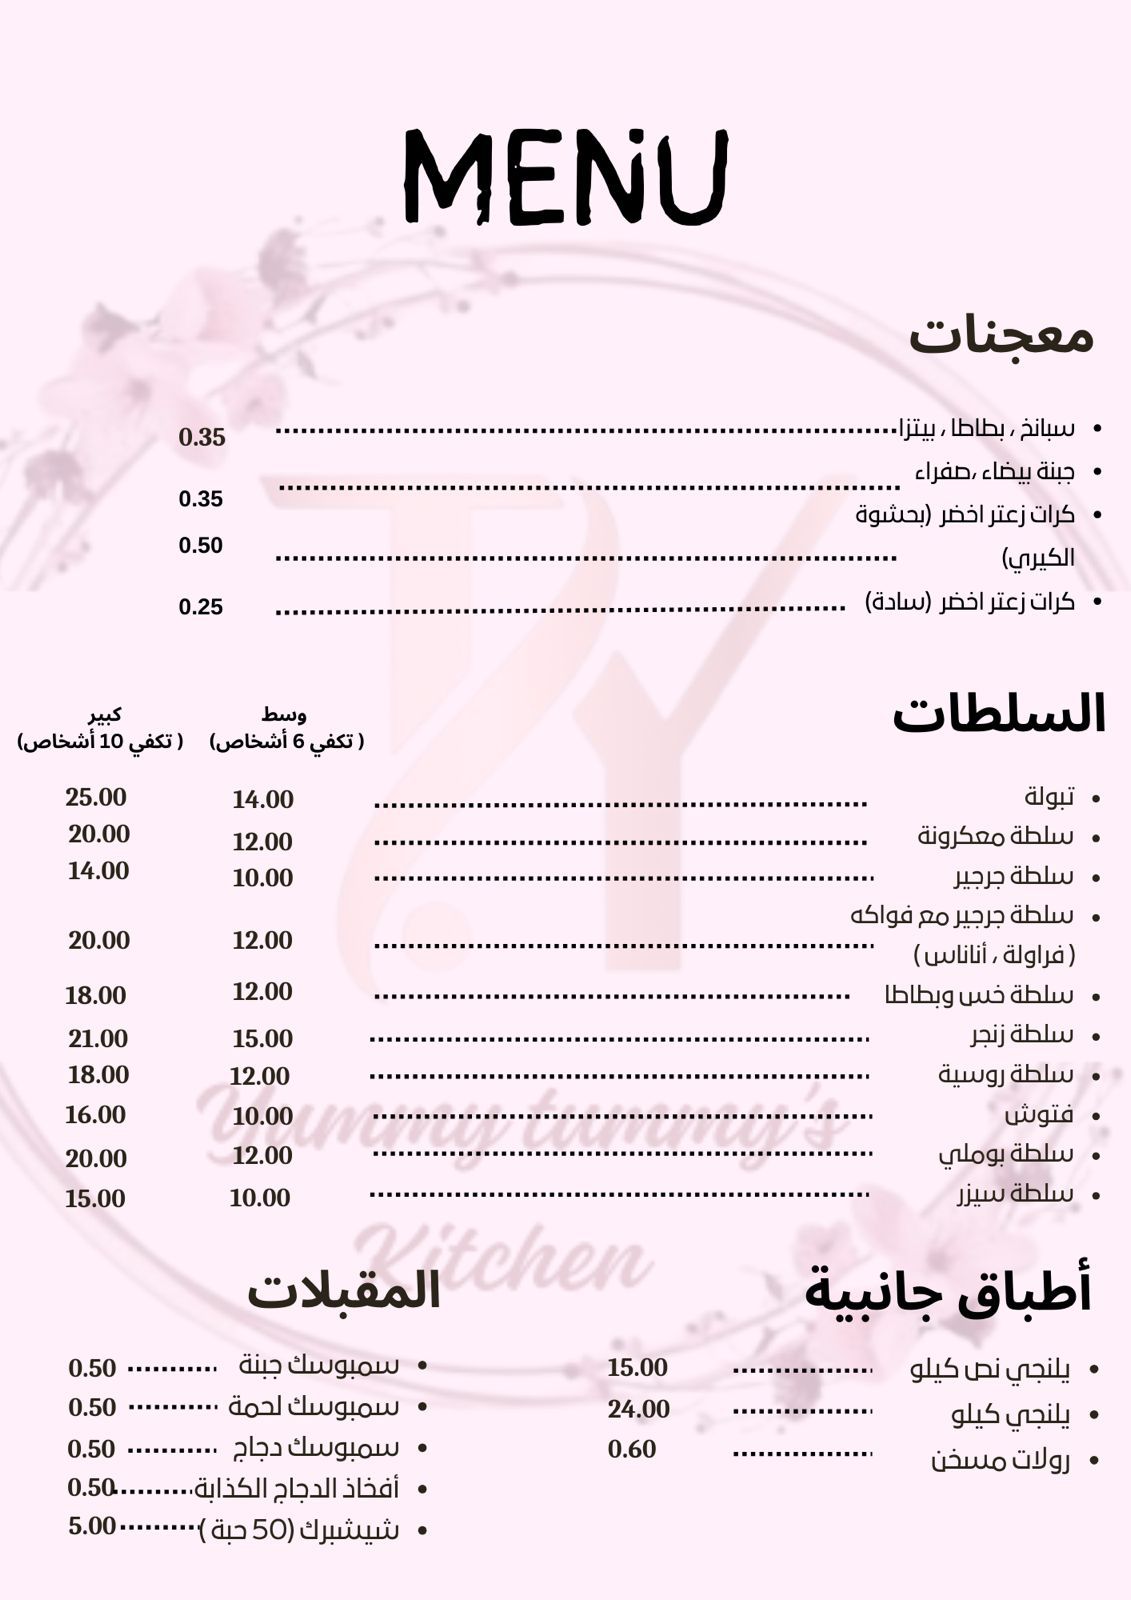 MENU
معجنات
سبانخ ، بطاطا ، بيتزا 0.35
جبنة بيضاء ،صفراء 0.35
كرات زعتر اخضر (بحشوة
الكيري) 0.50
كرات زعتر اخضر (سادة) 0.25
السلطات
وسط كبير
( تكفي 6 أشخاص) ( تكفي 10 أشخاص)
تبولة 14.00 25.00
سلطة معكرونة 12.00 20.00
سلطة جرجير 10.00 14.00
سلطة جرجير مع فواكه
( فراولة ، أناناس ) 12.00 20.00
سلطة خس وبطاطا 12.00 18.00
سلطة زنجر 15.00 21.00
سلطة روسية 12.00 18.00
فتوش 10.00 16.00
سلطة بوملي 12.00 20.00
سلطة سيزر 10.00 15.00
Yummy tummy's
Kitchen
أطباق جانبية
يلنجي نص كيلو 15.00
يلنجي كيلو 24.00
رولات مسخن 0.60
المقبلات
سمبوسك جبنة 0.50
سمبوسك لحمة 0.50
سمبوسك دجاج 0.50
أفخاذ الدجاج الكذابة 0.50
شيشبرك (50 حبة ) 5.00